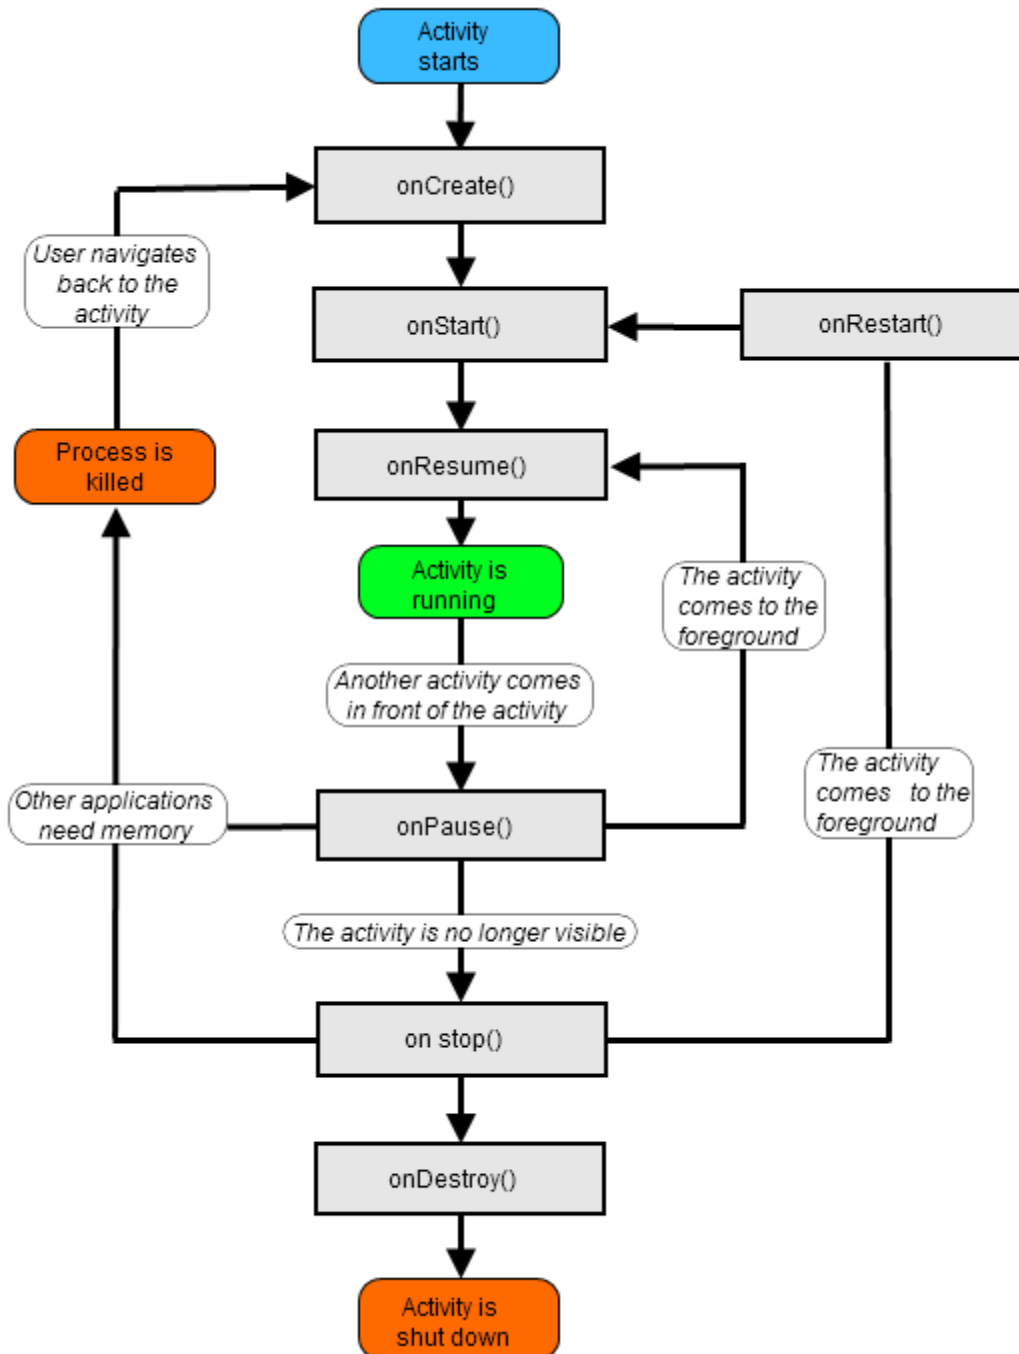 Activity
starts
onCreate()
User navigates
back to the
activity
onStart()
onRestart()
Process is
killed
onResume()
Activity is
running
The activity
comes to the
foreground
Another activity comes
in front of the activity
The activity
comes to the
foreground
Other applications
need memory
onPause()
The activity is no longer visible
on stop()
onDestroy()
Activity is
shut down